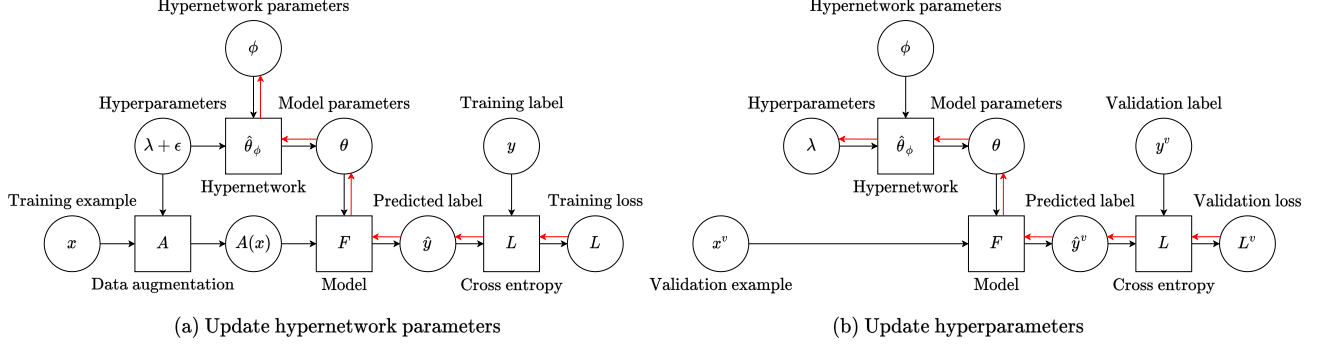 Hypernetwork parameters
ϕ
Hyperparameters
Model parameters
Training label
λ + ϵ
θ̂_ϕ
θ
y
Hypernetwork
Training example
Predicted label
Training loss
x
A
A(x)
F
ŷ
L
L
Data augmentation
Model
Cross entropy
(a) Update hypernetwork parameters
Hypernetwork parameters
ϕ
Hyperparameters
Model parameters
Validation label
λ
θ̂_ϕ
θ
y^v
Hypernetwork
Predicted label
Validation loss
x^v
F
ŷ^v
L
L^v
Validation example
Model
Cross entropy
(b) Update hyperparameters